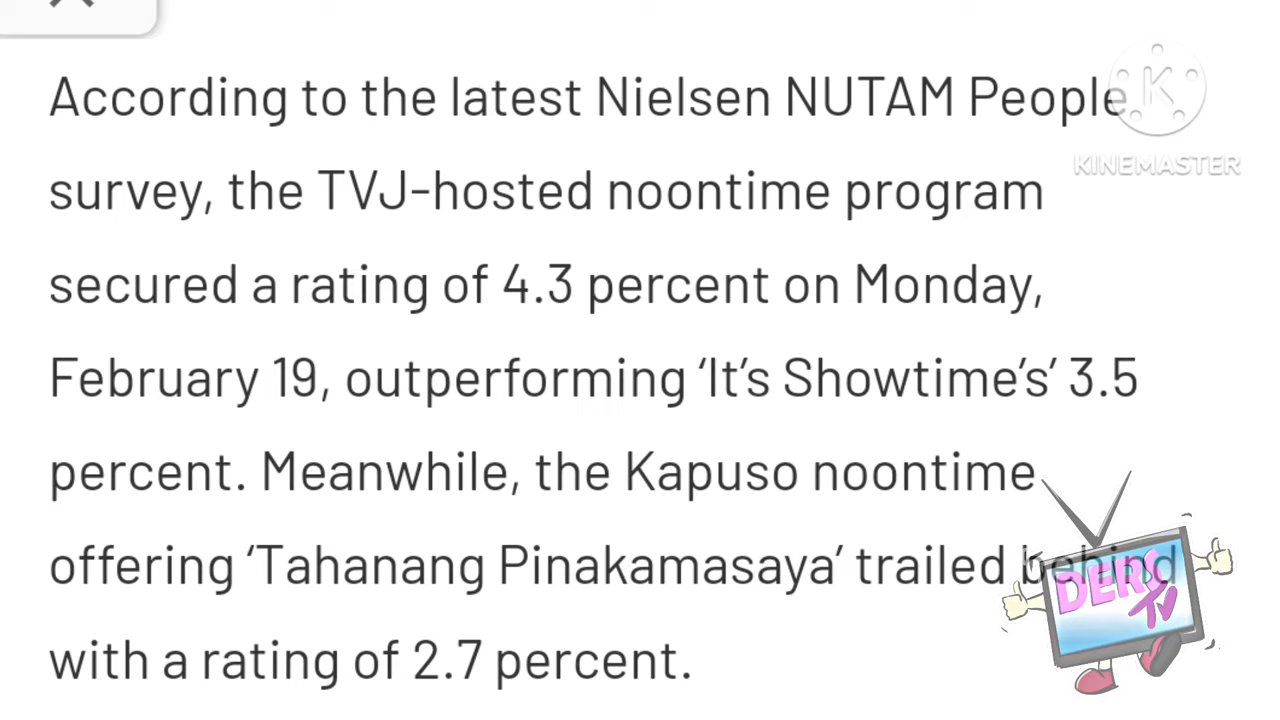 According to the latest Nielsen NUTAM People
KINEMASTER
survey, the TVJ-hosted noontime program
secured a rating of 4.3 percent on Monday,
February 19, outperforming ‘It’s Showtime’s’ 3.5
percent. Meanwhile, the Kapuso noontime
offering ‘Tahanang Pinakamasaya’ trailed behind
DERS
TV
with a rating of 2.7 percent.